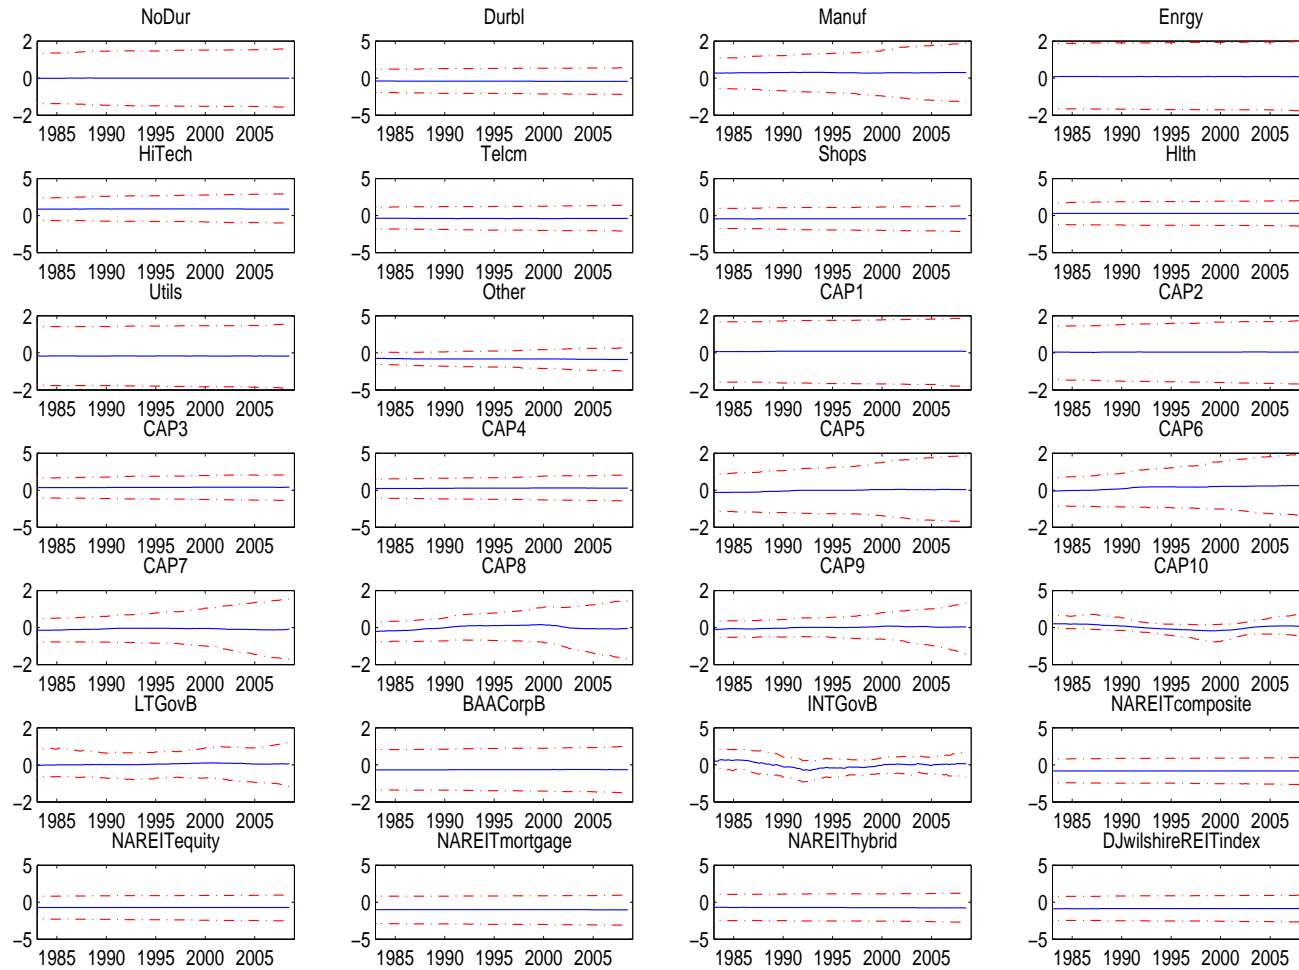 NoDur Durbl Manuf Enrgy
2 5 2 2
0 0 0 0
−2 −5 −2 −2
1985 1990 1995 2000 2005 1985 1990 1995 2000 2005 1985 1990 1995 2000 2005 1985 1990 1995 2000 2005
HiTech Telcm Shops Hlth
5 5 5 5
0 0 0 0
−5 −5 −5 −5
1985 1990 1995 2000 2005 1985 1990 1995 2000 2005 1985 1990 1995 2000 2005 1985 1990 1995 2000 2005
Utils Other CAP1 CAP2
2 5 2 2
0 0 0 0
−2 −5 −2 −2
1985 1990 1995 2000 2005 1985 1990 1995 2000 2005 1985 1990 1995 2000 2005 1985 1990 1995 2000 2005
CAP3 CAP4 CAP5 CAP6
5 5 2 2
0 0 0 0
−5 −5 −2 −2
1985 1990 1995 2000 2005 1985 1990 1995 2000 2005 1985 1990 1995 2000 2005 1985 1990 1995 2000 2005
CAP7 CAP8 CAP9 CAP10
2 2 2 5
0 0 0 0
−2 −2 −2 −5
1985 1990 1995 2000 2005 1985 1990 1995 2000 2005 1985 1990 1995 2000 2005 1985 1990 1995 2000 2005
LTGovB BAACorpB INTGovB NAREITcomposite
2 2 5 5
0 0 0 0
−2 −2 −5 −5
1985 1990 1995 2000 2005 1985 1990 1995 2000 2005 1985 1990 1995 2000 2005 1985 1990 1995 2000 2005
NAREITequity NAREITmortgage NAREIThybrid DJwilshireREITindex
5 5 5 5
0 0 0 0
−5 −5 −5 −5
1985 1990 1995 2000 2005 1985 1990 1995 2000 2005 1985 1990 1995 2000 2005 1985 1990 1995 2000 2005